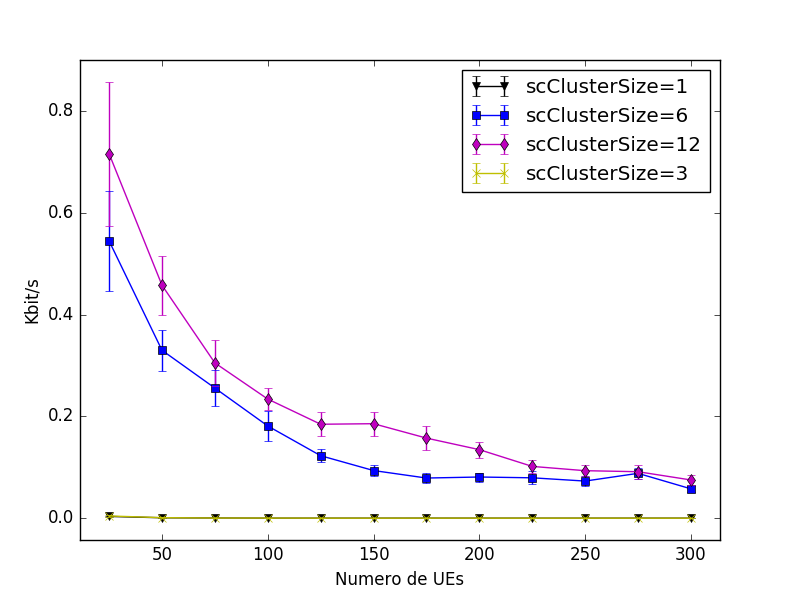 scClusterSize=1
scClusterSize=6
scClusterSize=12
scClusterSize=3
Kbit/s
0.8
0.6
0.4
0.2
0.0
50 100 150 200 250 300
Numero de UEs